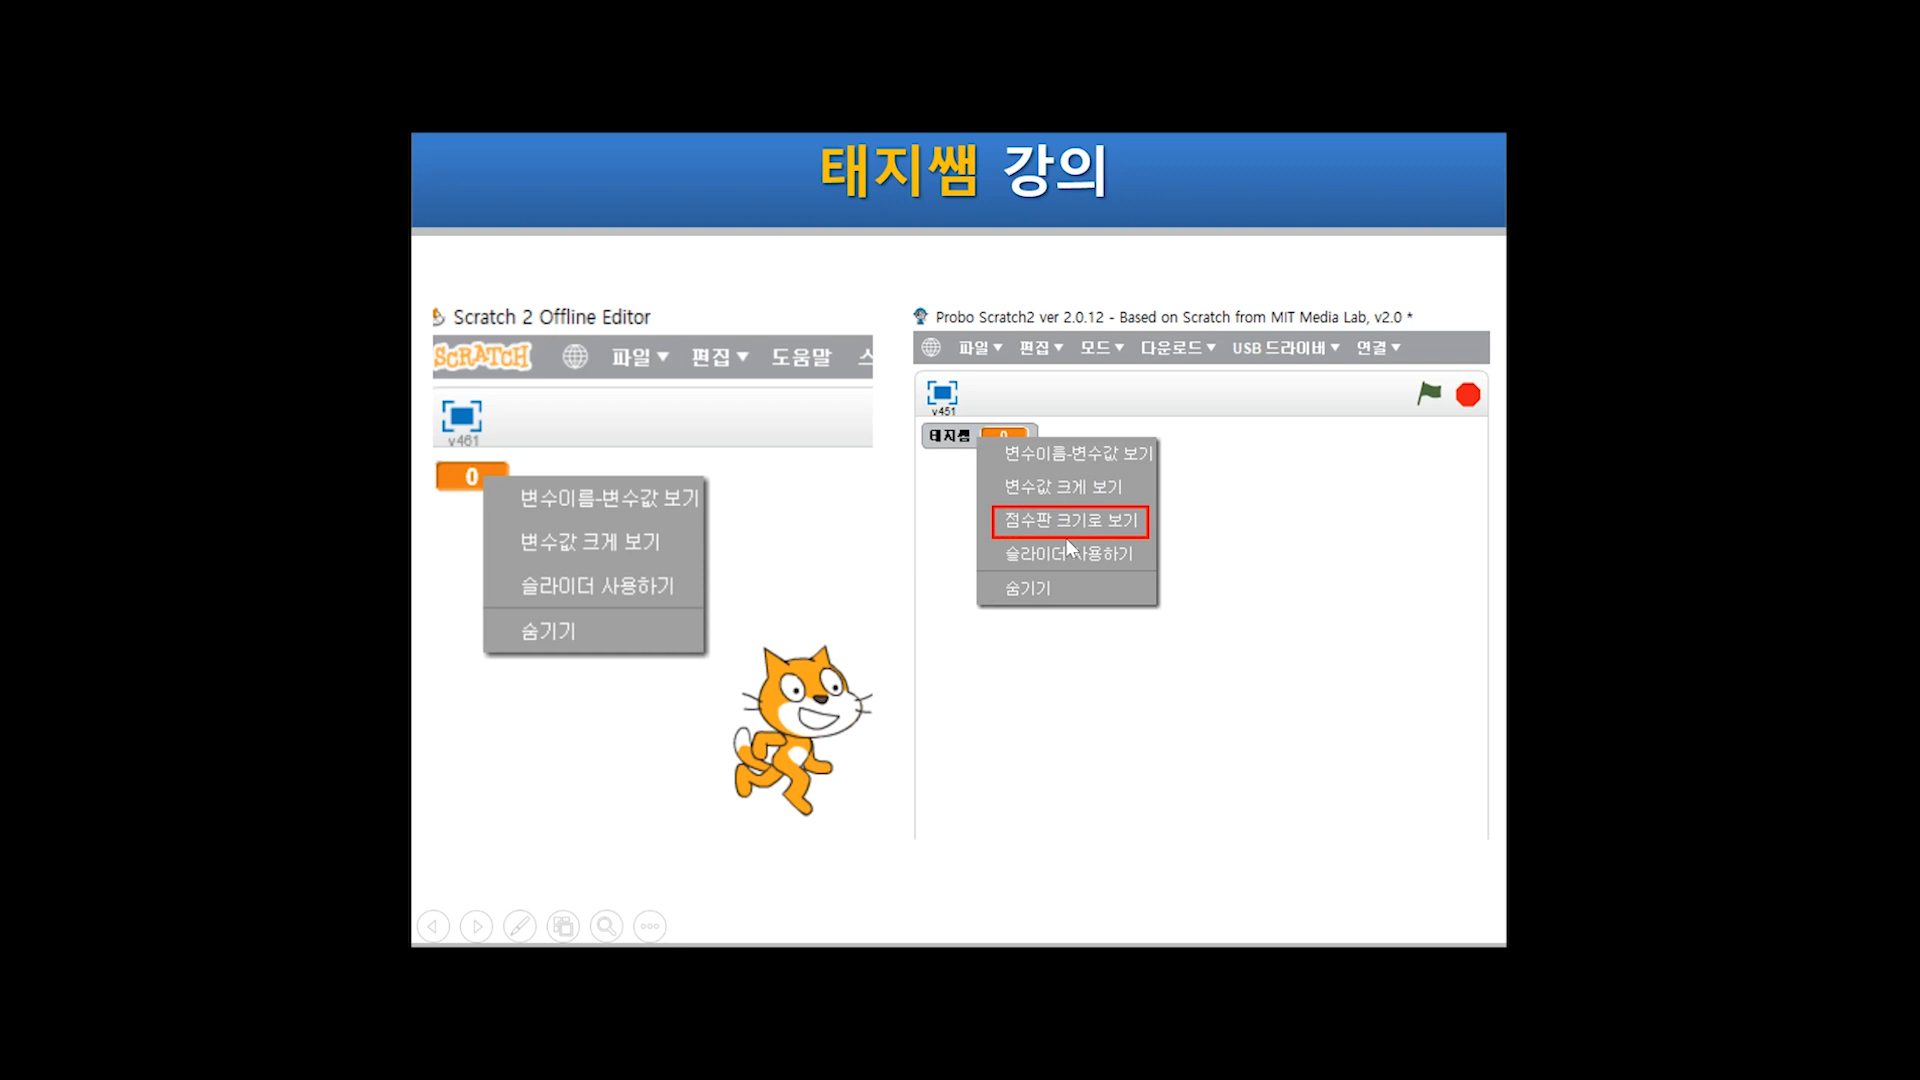 태지쌤 강의
Scratch 2 Offline Editor
SCRATCH 파일 편집 도움말
v461
0
변수이름-변수값 보기
변수값 크게 보기
슬라이더 사용하기
숨기기
Probo Scratch2 ver 2.0.12 - Based on Scratch from MIT Media Lab, v2.0 *
파일 편집 모드 다운로드 USB 드라이버 연결
v451
태지쌤 0
변수이름-변수값 보기
변수값 크게 보기
점수판 크기로 보기
슬라이더 사용하기
숨기기